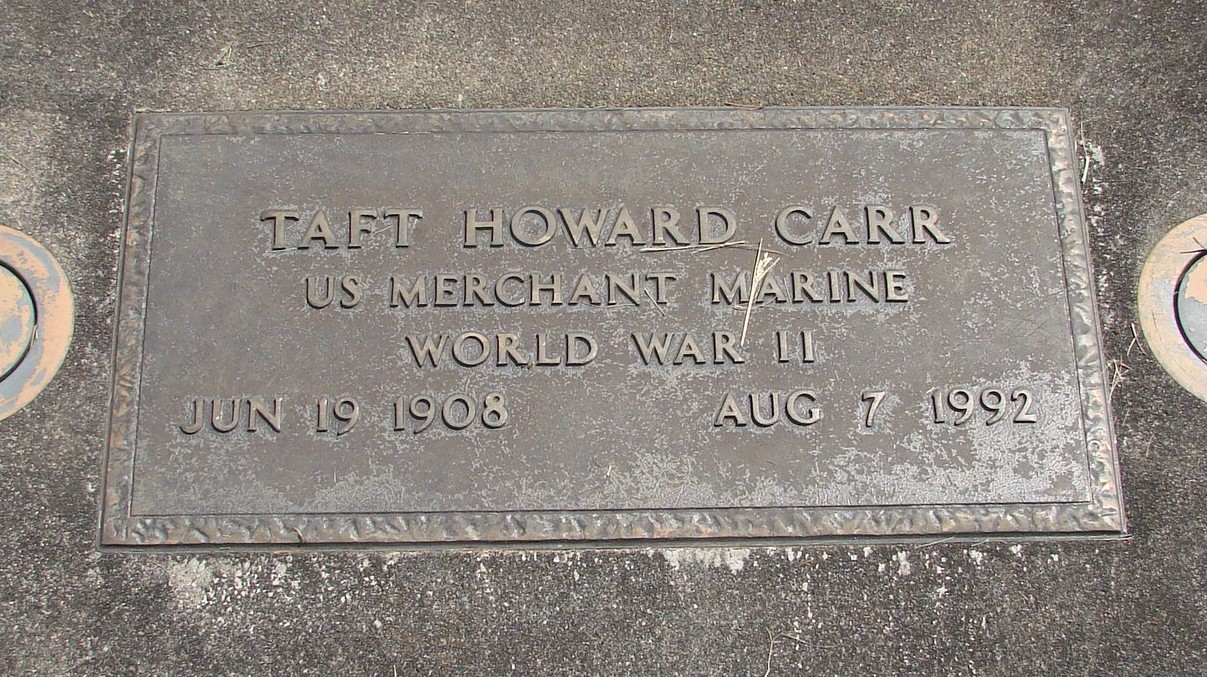 TAFT HOWARD CARR
US MERCHANT MARINE
WORLD WAR II
JUN 19 1908 AUG 7 1992